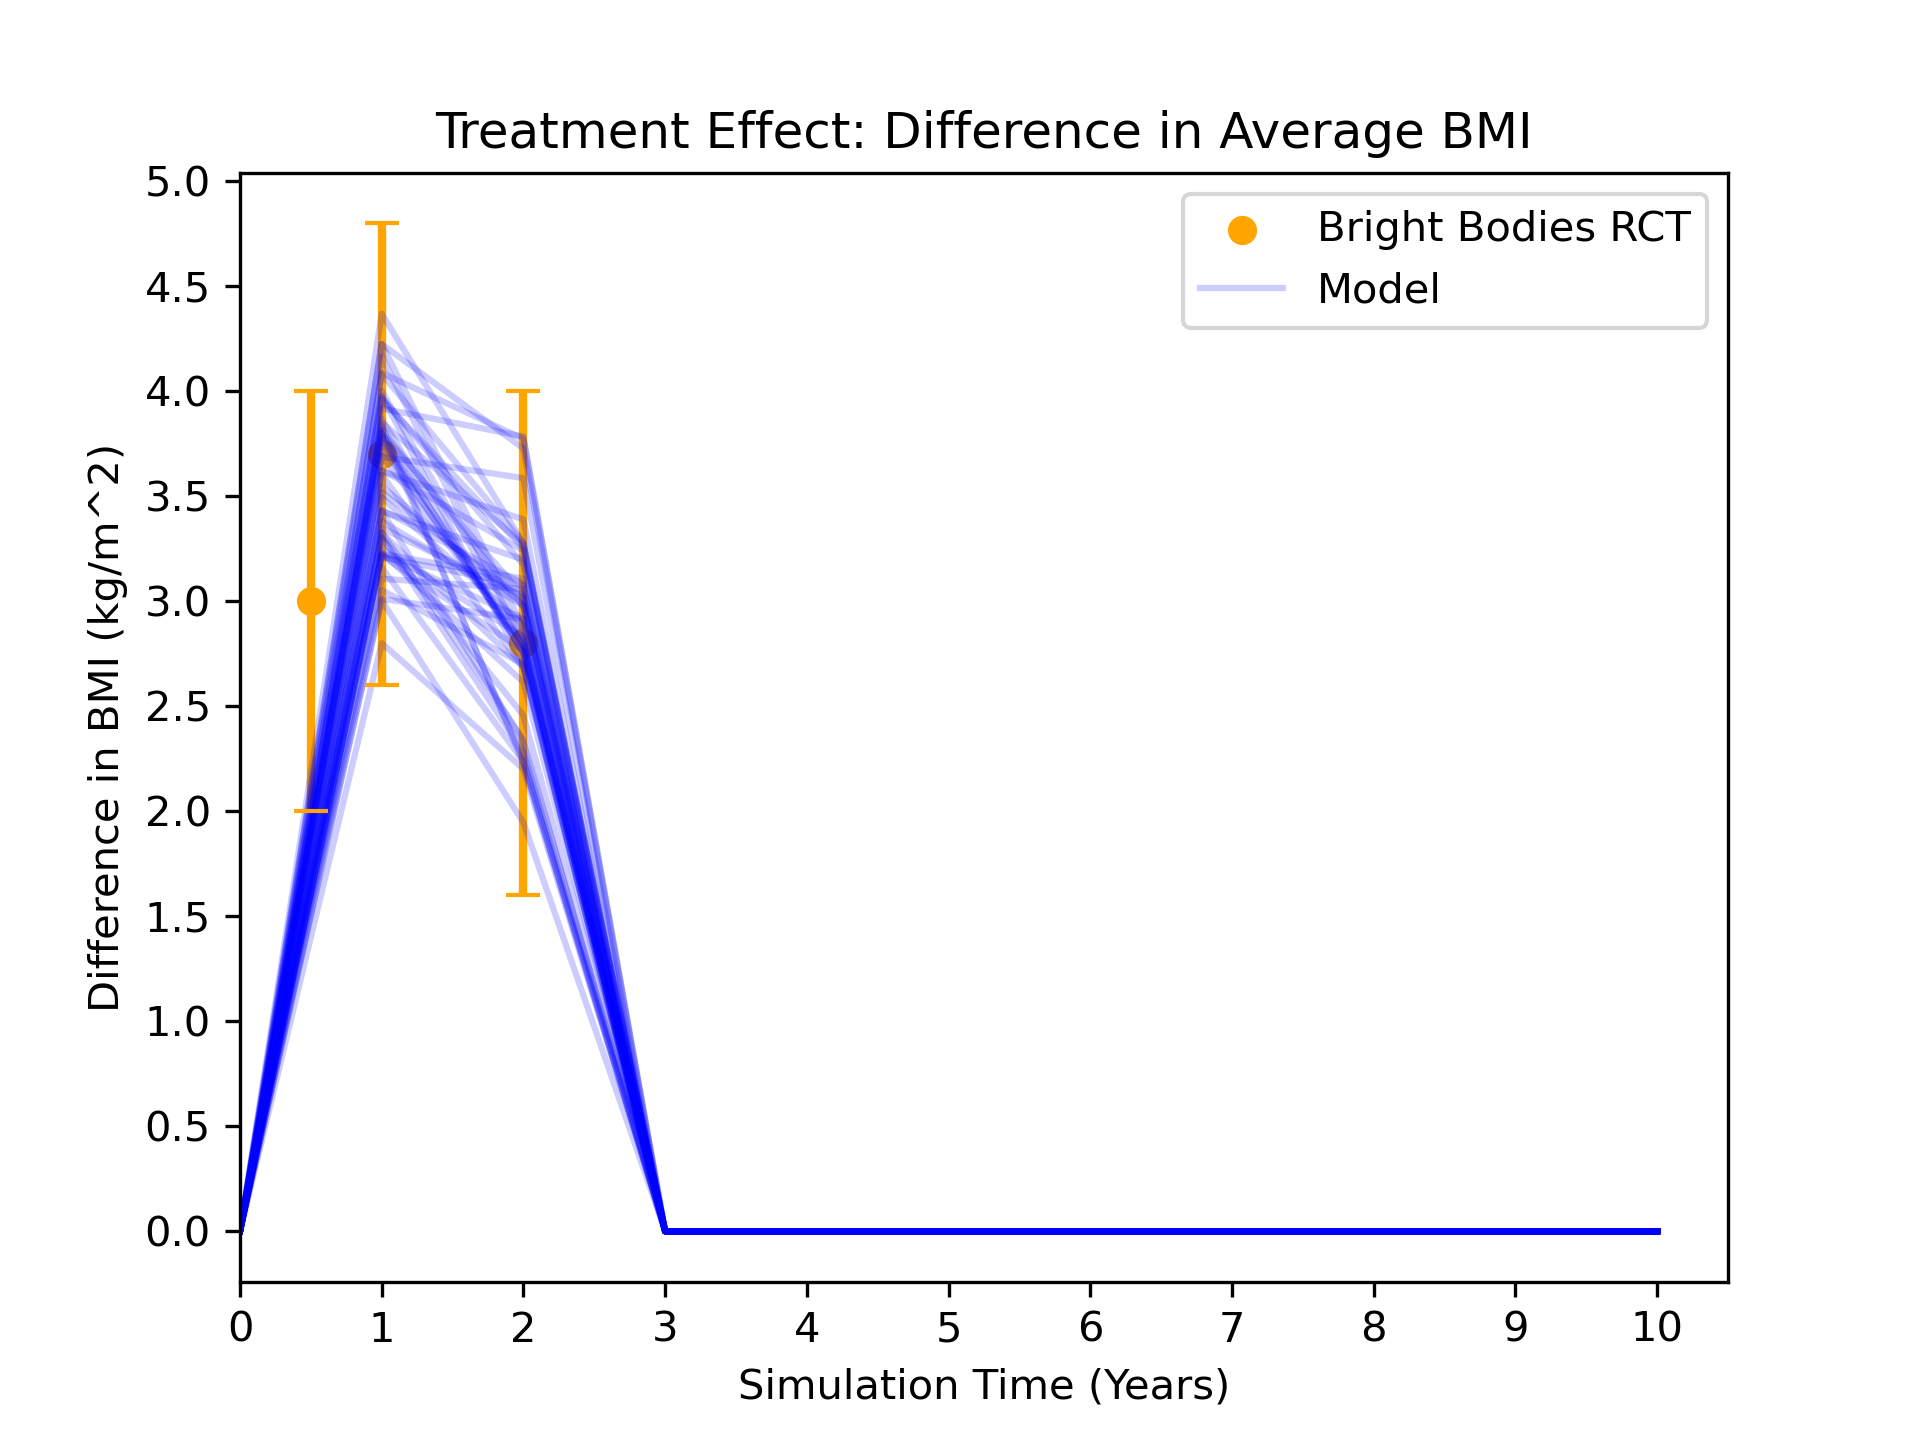 Treatment Effect: Difference in Average BMI
5.0
4.5
4.0
3.5
3.0
2.5
2.0
1.5
1.0
0.5
0.0
Difference in BMI (kg/m^2)
Bright Bodies RCT
Model
0 1 2 3 4 5 6 7 8 9 10
Simulation Time (Years)